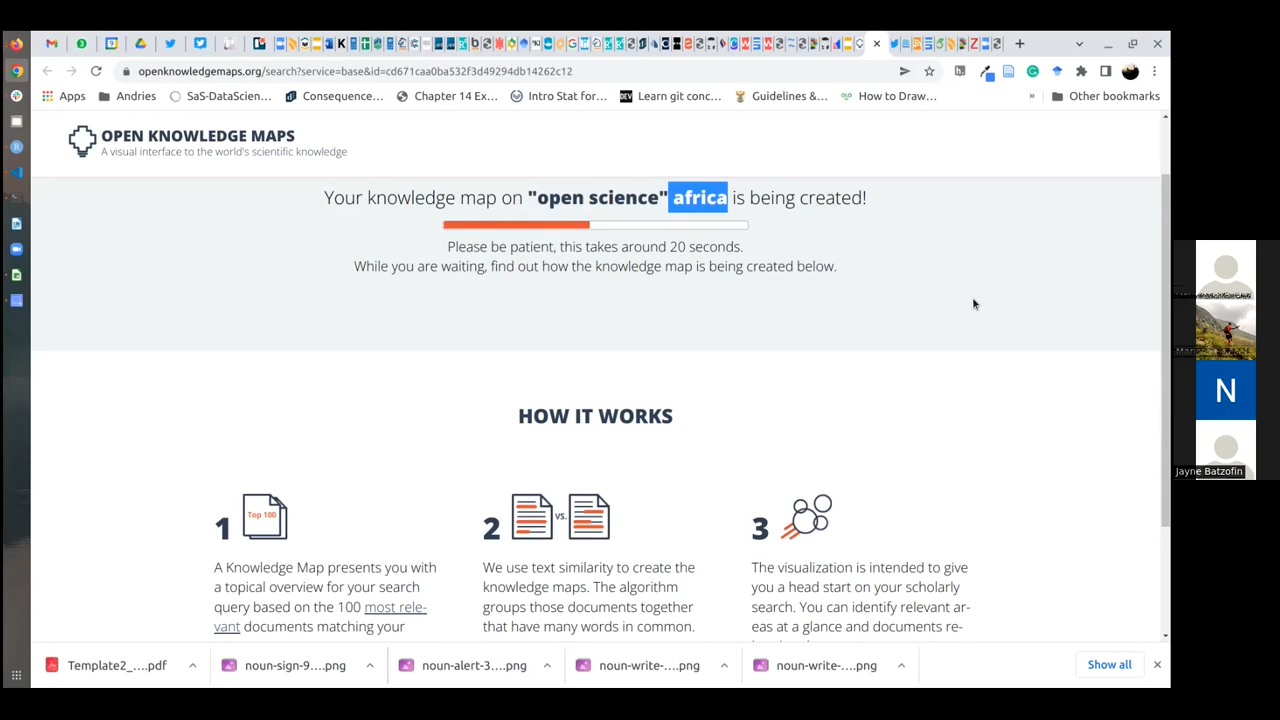 openknowledgemaps.org/search?service=base&id=cd671caa0ba532f3d49294db14262c12
Apps
Andries
SaS-DataScien...
Consequence...
Chapter 14 Ex...
Intro Stat for...
Learn git conc...
Guidelines &...
How to Draw...
»
Other bookmarks
OPEN KNOWLEDGE MAPS
A visual interface to the world's scientific knowledge
Your knowledge map on "open science" africa is being created!
Please be patient, this takes around 20 seconds.
While you are waiting, find out how the knowledge map is being created below.
HOW IT WORKS
1
Top 100
A Knowledge Map presents you with
a topical overview for your search
query based on the 100 most rele-
vant documents matching your
2
vs.
We use text similarity to create the
knowledge maps. The algorithm
groups those documents together
that have many words in common.
3
The visualization is intended to give
you a head start on your scholarly
search. You can identify relevant ar-
eas at a glance and documents re-
N
Jayne Batzofin
Template2_....pdf
noun-sign-9....png
noun-alert-3....png
noun-write-....png
noun-write-....png
Show all